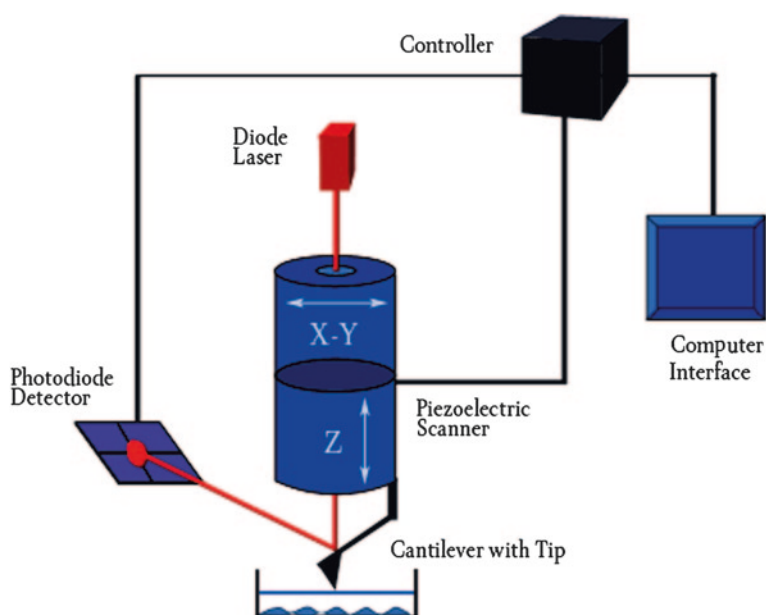 Controller
Diode
Laser
X-Y
Photodiode
Detector
Z
Piezoelectric
Scanner
Computer
Interface
Cantilever with Tip